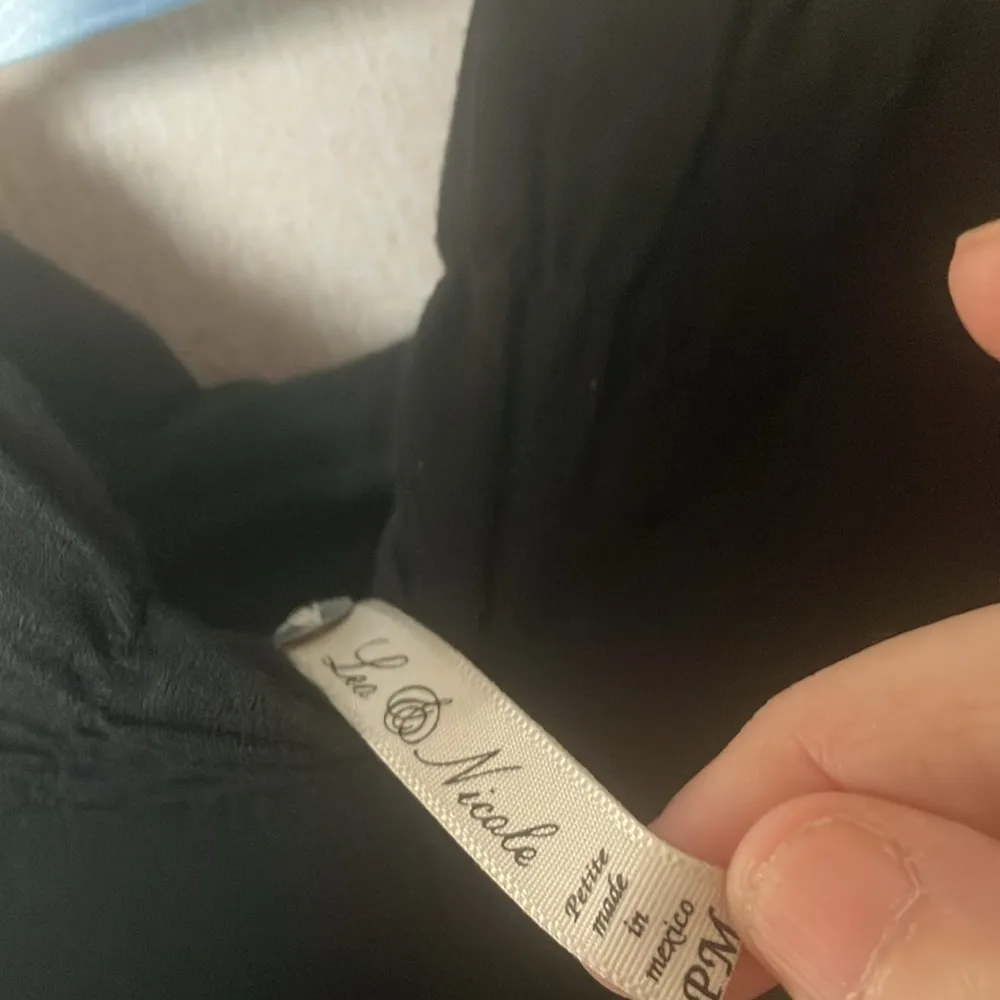 Leo & Nicole
Petite
made
in
mexico
PM